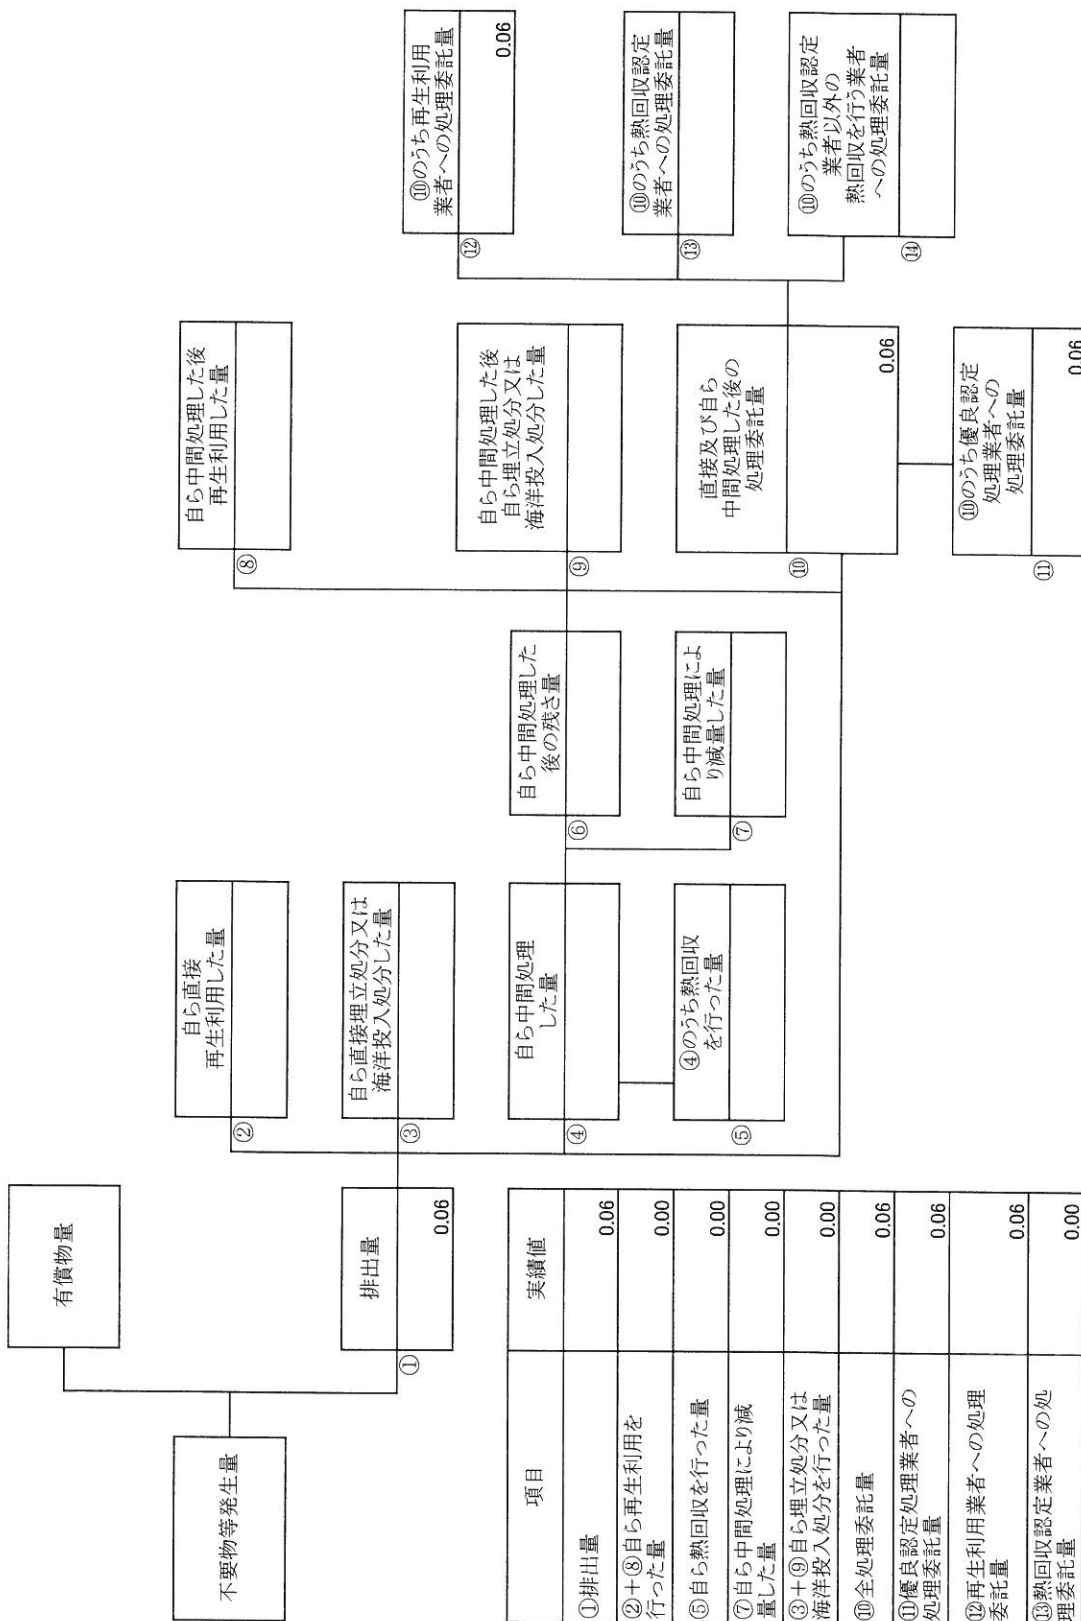 不要物等発生量
有償物量
①
排出量
0.06
②
自ら直接
再生利用した量
③
自ら直接埋立処分又は
海洋投入処分した量
④
自ら中間処理
した量
⑤
④のうち熱回収
を行った量
⑥
自ら中間処理した
後の残さ量
⑦
自ら中間処理によ
り減量した量
⑧
自ら中間処理した後
再生利用した量
⑨
自ら中間処理した後
自ら埋立処分又は
海洋投入処分した量
⑩
直接及び自ら
中間処理した後の
処理委託量
0.06
⑪
⑩のうち優良認定
処理業者への
処理委託量
0.06
⑫
⑩のうち再生利用
業者への処理委託量
0.06
⑬
⑩のうち熱回収認定
業者への処理委託量
⑭
⑩のうち熱回収認定
業者以外の
熱回収を行う業者
への処理委託量
項目 実績値
①排出量 0.06
②+⑧自ら再生利用を
行った量 0.00
⑤自ら熱回収を行った量 0.00
⑦自ら中間処理により減
量した量 0.00
③+⑨自ら埋立処分又は
海洋投入処分を行った量 0.00
⑩全処理委託量 0.06
⑪優良認定処理業者への
処理委託量 0.06
⑫再生利用業者への処理
委託量 0.06
⑬熱回収認定業者への処
理委託量 0.00